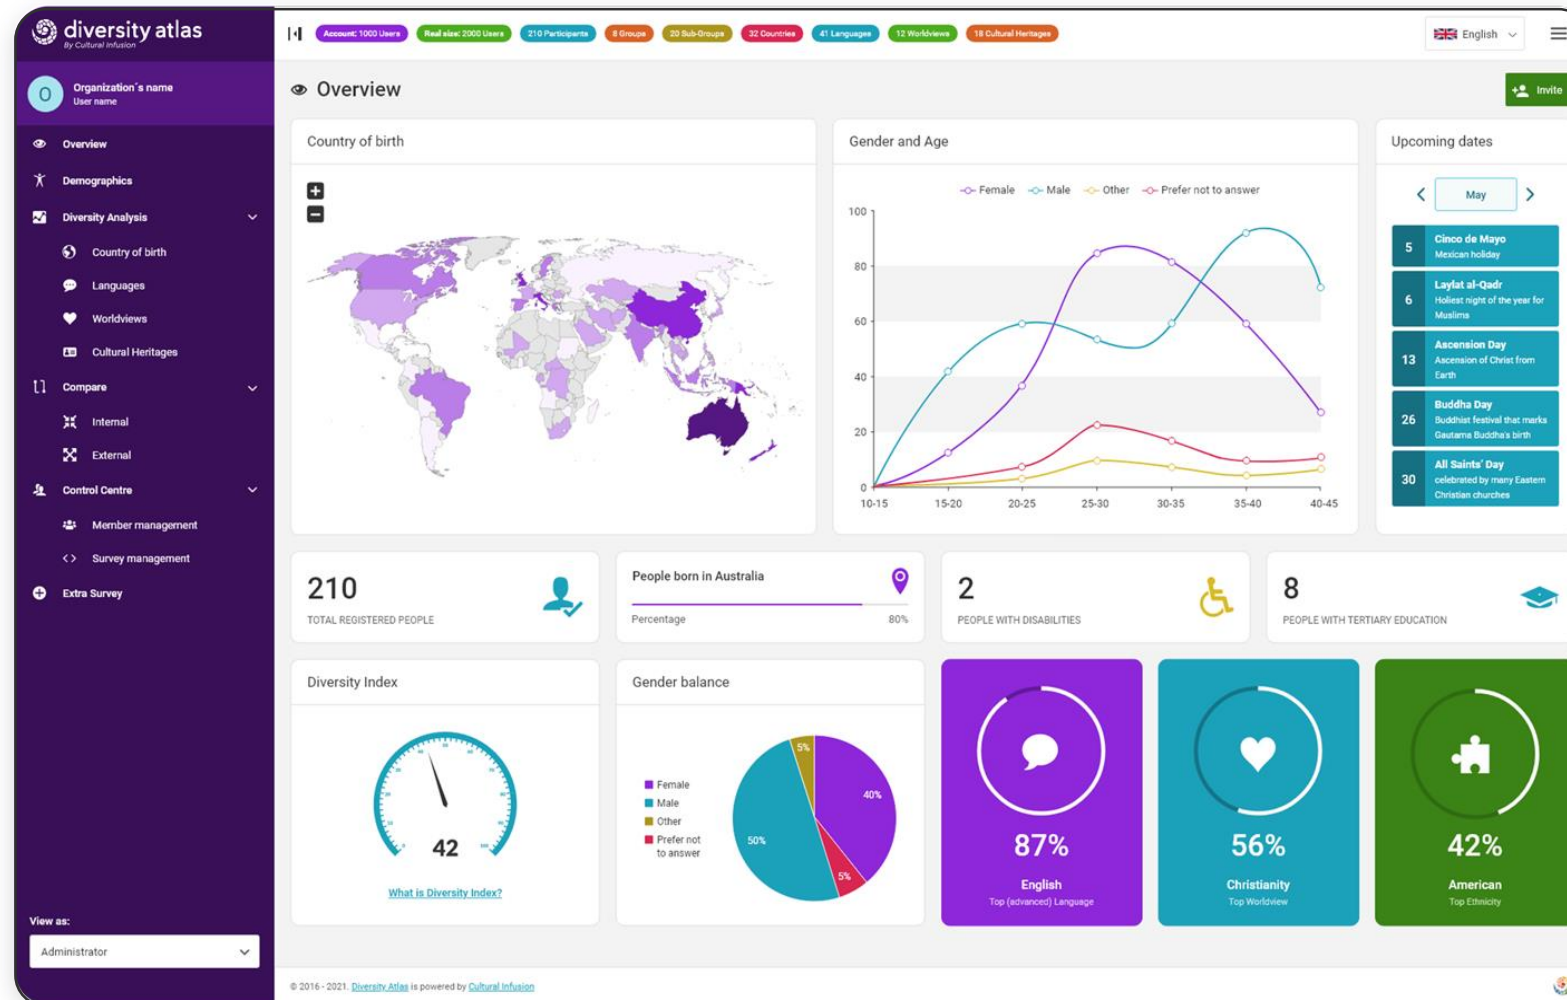 diversity atlas
By Cultural Infusion
Account: 1000 Users
Real size: 2000 Users
210 Participants
8 Groups
20 Sub-Groups
32 Countries
41 Languages
12 Worldviews
18 Cultural Heritages
English
O
Organization´s name
User name
Overview
Demographics
Diversity Analysis
Country of birth
Languages
Worldviews
Cultural Heritages
Compare
Internal
External
Control Centre
Member management
Survey management
Extra Survey
View as:
Administrator
Overview
Invite
Country of birth
Gender and Age
Female
Male
Other
Prefer not to answer
100
80
60
40
20
0
10-15
15-20
20-25
25-30
30-35
35-40
40-45
Upcoming dates
May
5
Cinco de Mayo
Mexican holiday
6
Laylat al-Qadr
Holiest night of the year for
Muslims
13
Ascension Day
Ascension of Christ from
Earth
26
Buddha Day
Buddhist festival that marks
Gautama Buddha's birth
30
All Saints' Day
celebrated by many Eastern
Christian churches
210
TOTAL REGISTERED PEOPLE
People born in Australia
Percentage
80%
2
PEOPLE WITH DISABILITIES
8
PEOPLE WITH TERTIARY EDUCATION
Diversity Index
42
What is Diversity Index?
Gender balance
Female
Male
Other
Prefer not
to answer
5%
40%
50%
5%
87%
English
Top (advanced) Language
56%
Christianity
Top Worldview
42%
American
Top Ethnicity
© 2016 - 2021. Diversity Atlas is powered by Cultural Infusion